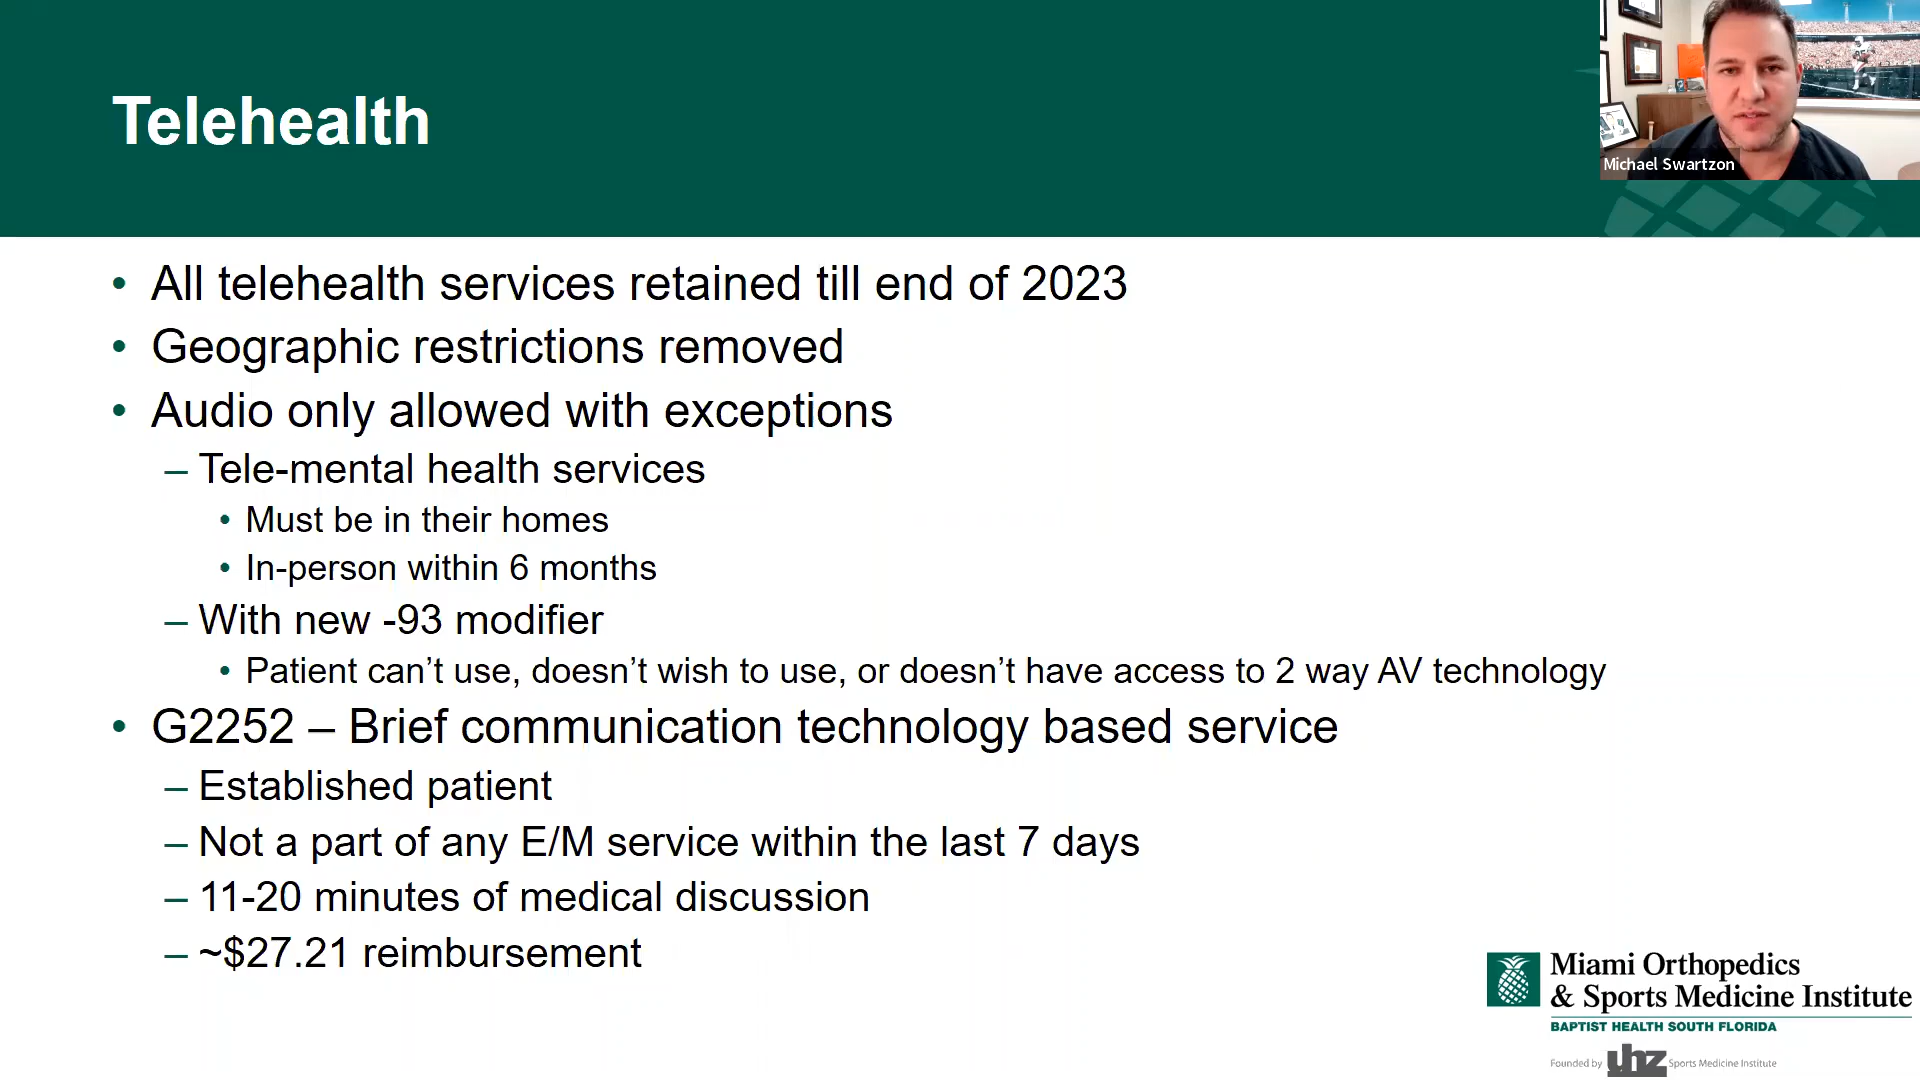 Telehealth
Michael Swartzon
• All telehealth services retained till end of 2023
• Geographic restrictions removed
• Audio only allowed with exceptions
– Tele-mental health services
• Must be in their homes
• In-person within 6 months
– With new -93 modifier
• Patient can’t use, doesn’t wish to use, or doesn’t have access to 2 way AV technology
• G2252 – Brief communication technology based service
– Established patient
– Not a part of any E/M service within the last 7 days
– 11-20 minutes of medical discussion
– ~$27.21 reimbursement
Miami Orthopedics
& Sports Medicine Institute
BAPTIST HEALTH SOUTH FLORIDA
Founded by uhz Sports Medicine Institute